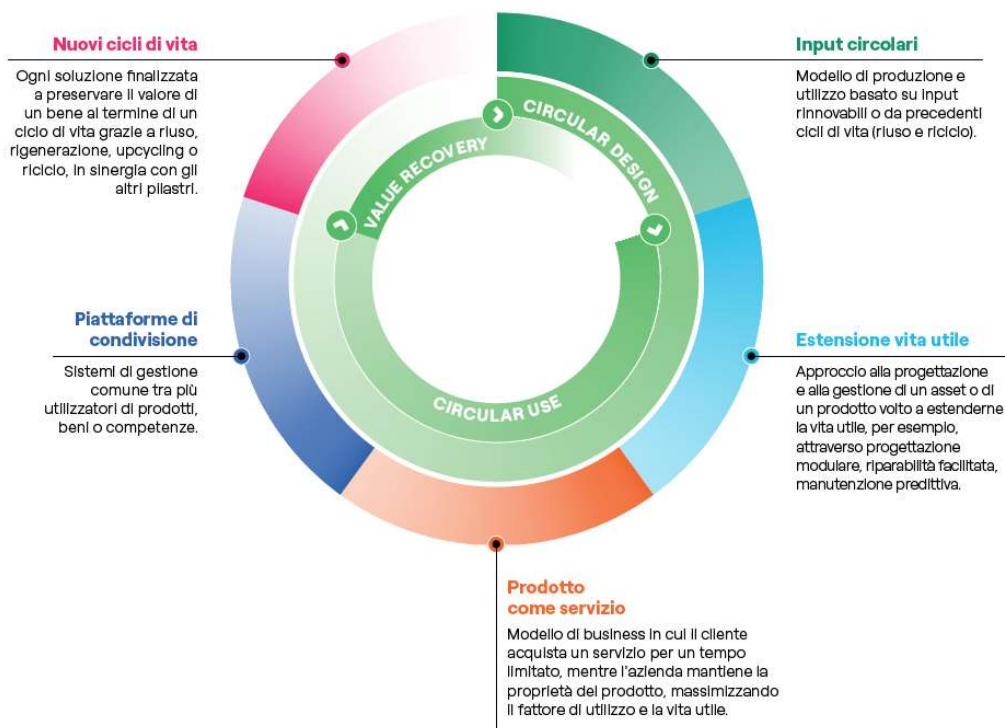 Nuovi cicli di vita
Ogni soluzione finalizzata
a preservare il valore di
un bene al termine di un
ciclo di vita grazie a riuso,
rigenerazione, upcycling o
riciclo, in sinergia con gli
altri pilastri.
Input circolari
Modello di produzione e
utilizzo basato su input
rinnovabili o da precedenti
cicli di vita (riuso e riciclo).
CIRCULAR DESIGN
VALUE RECOVERY
CIRCULAR USE
Piattaforme di
condivisione
Sistemi di gestione
comune tra più
utilizzatori di prodotti,
beni o competenze.
Estensione vita utile
Approccio alla progettazione
e alla gestione di un asset o di
un prodotto volto a estenderne
la vita utile, per esempio,
attraverso progettazione
modulare, riparabilità facilitata,
manutenzione predittiva.
Prodotto
come servizio
Modello di business in cui il cliente
acquista un servizio per un tempo
limitato, mentre l'azienda mantiene la
proprietà del prodotto, massimizzando
il fattore di utilizzo e la vita utile.